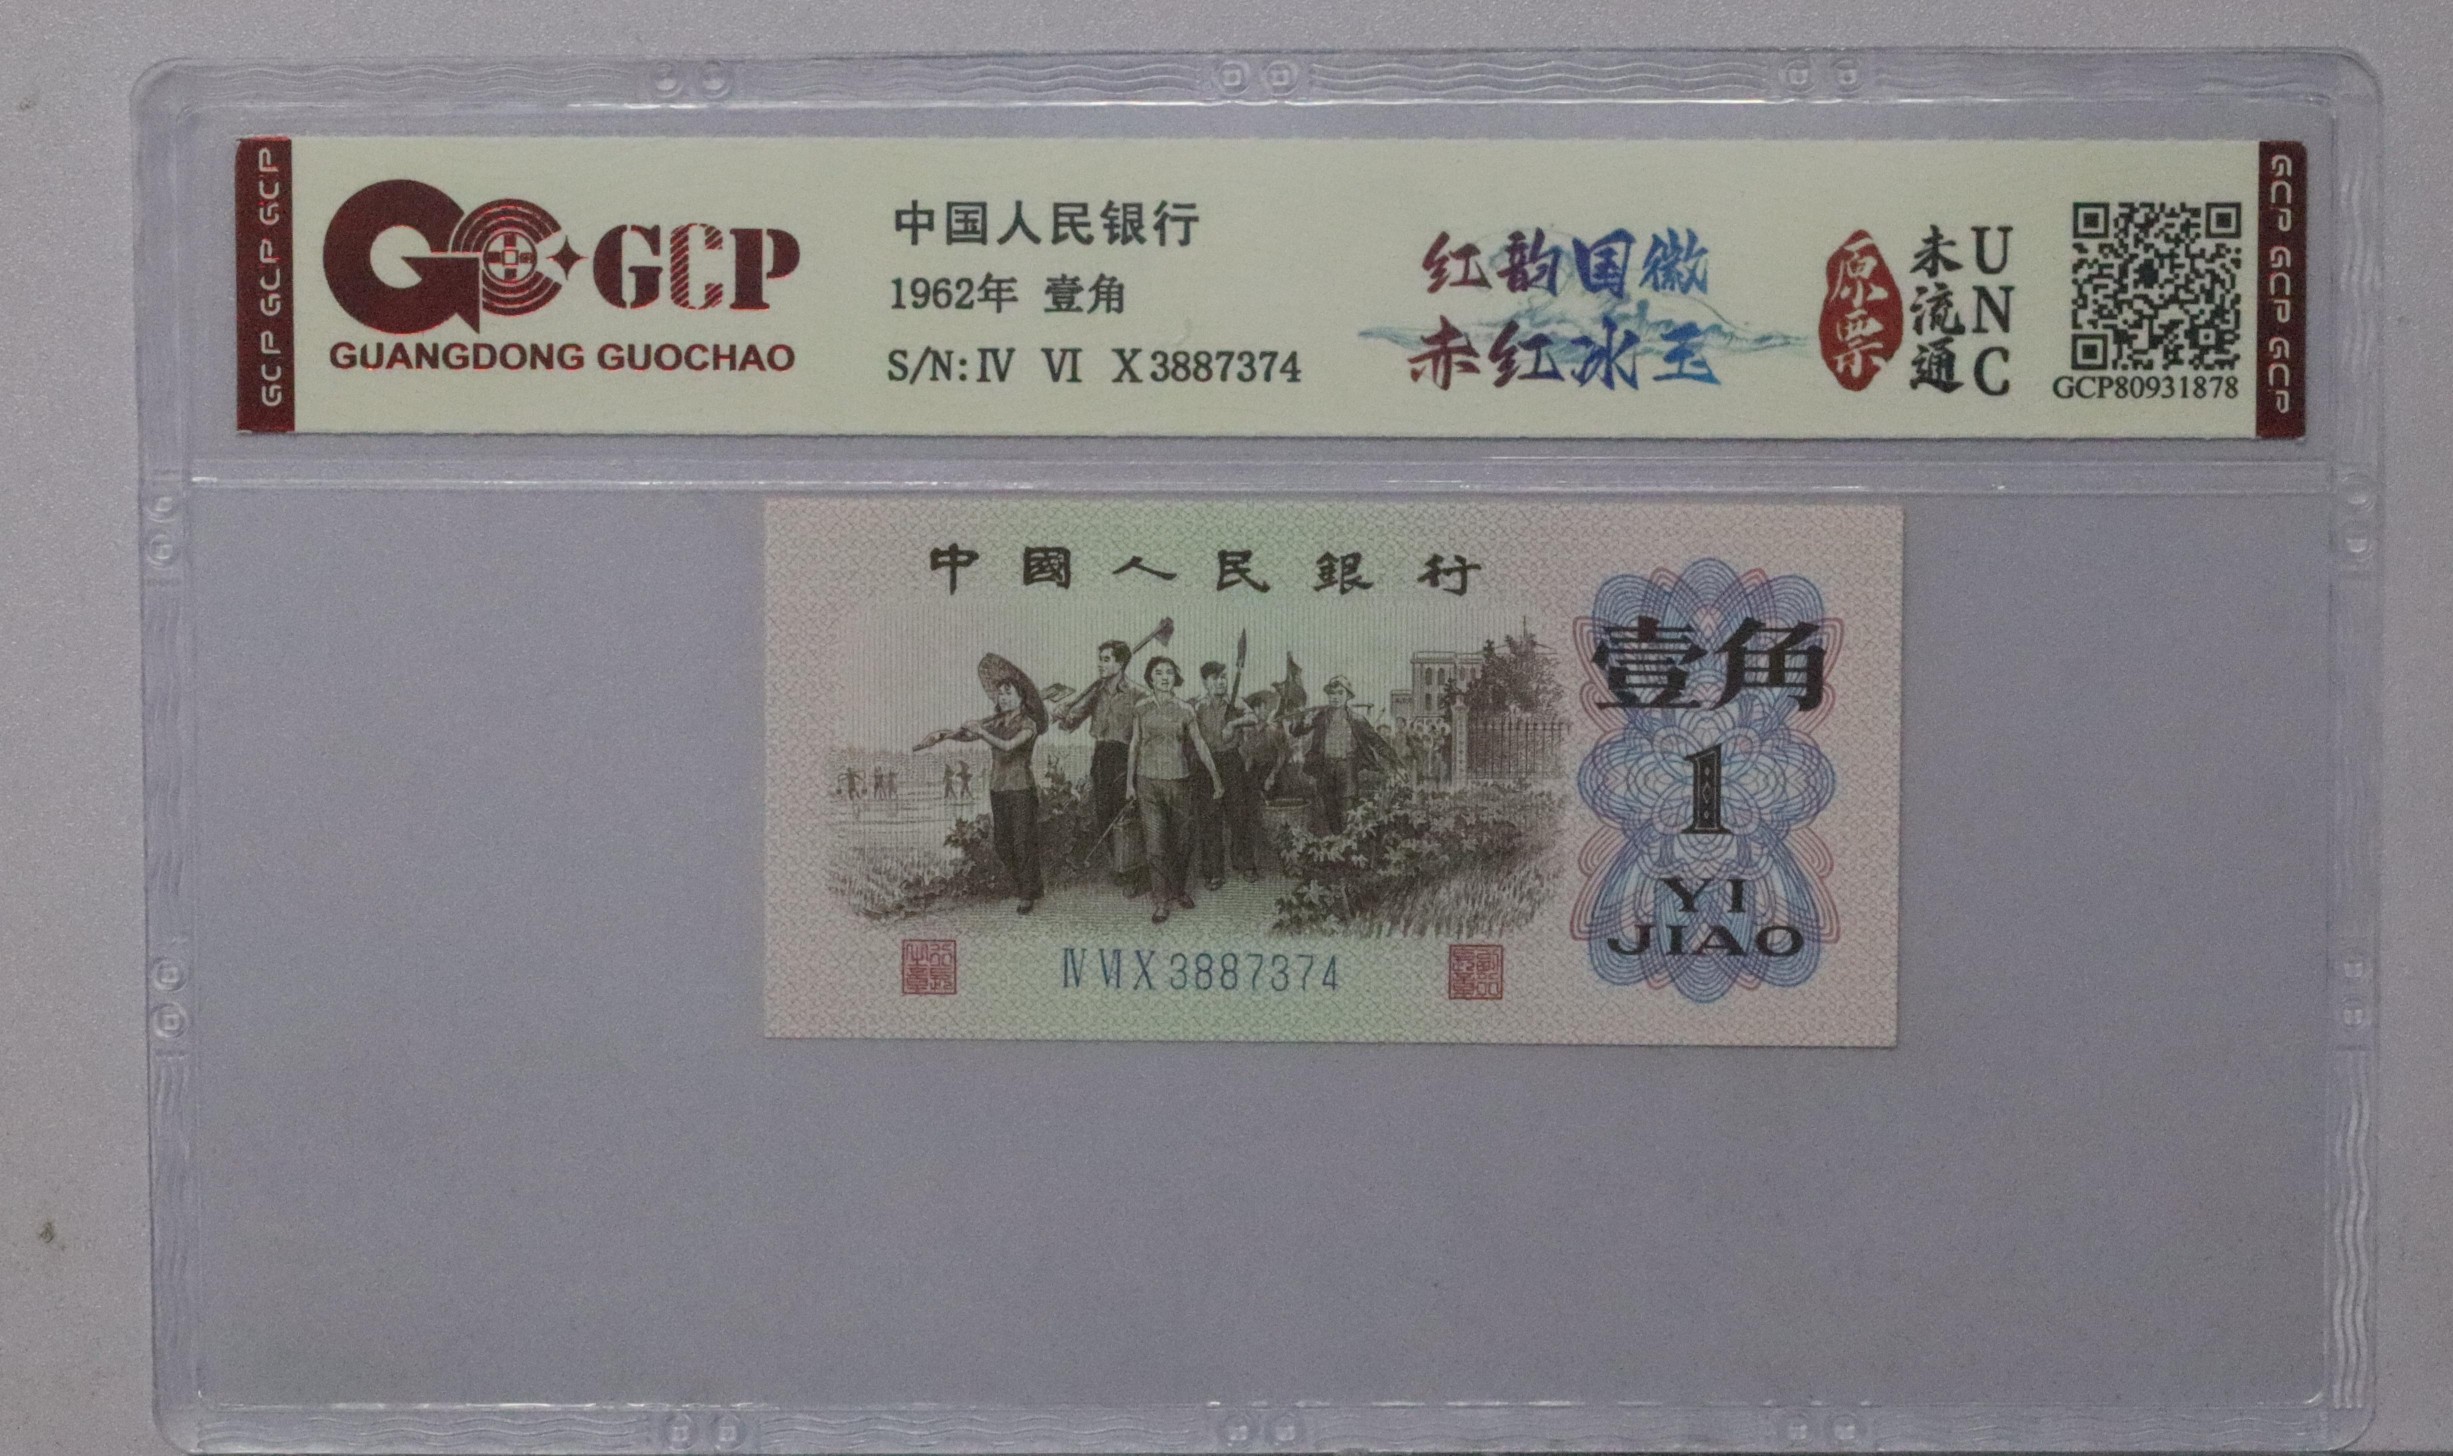 GCP GCP GCP
GCP
GUANGDONG GUOCHAO
中国人民银行
1962年 壹角
S/N: IV VI X 3887374
红韵国徽
赤红冰玉
原票
未流通
UNC
GCP80931878
GCP GCP GCP
中國人民銀行
壹角
1
YI
JIAO
IV VI X 3887374